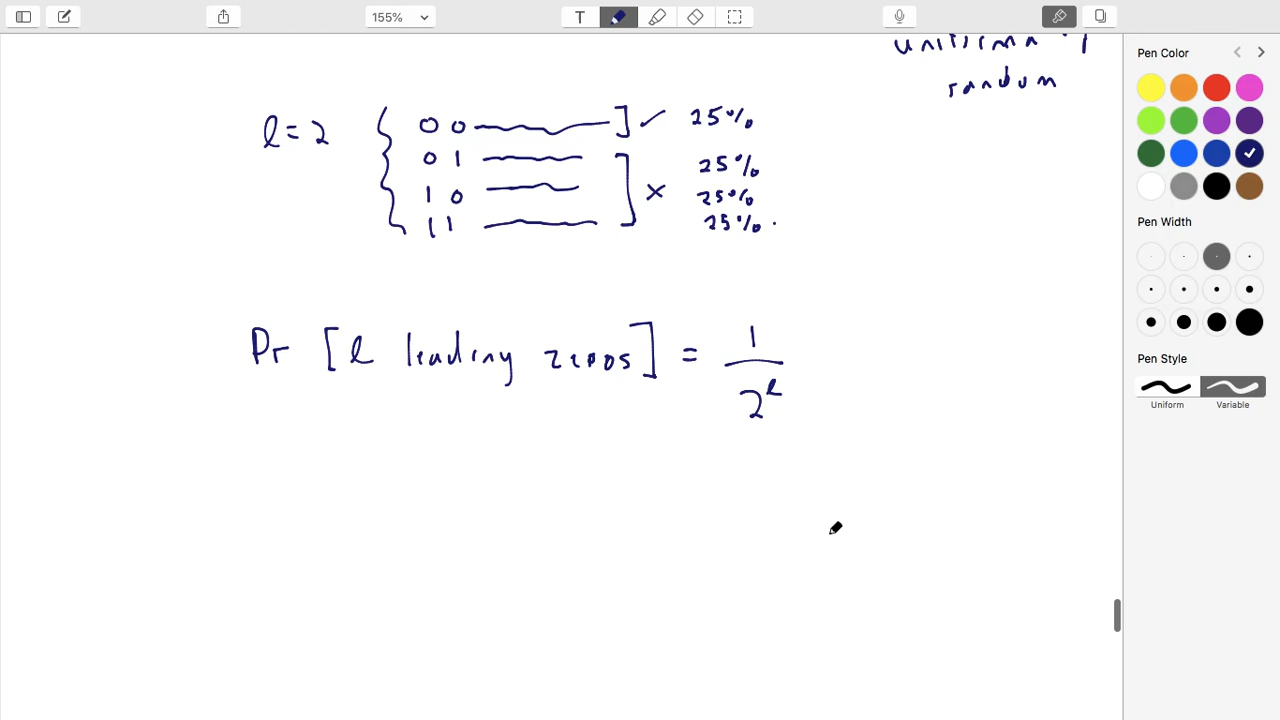 155%
T
Pen Color
random
l = 2 { 0 0 ] ✓ 25%
0 1 25%
1 0 ] × 25%
1 1 25%.
Pen Width
Pr [l leading zeros] = 1 / 2^l
Pen Style
Uniform Variable